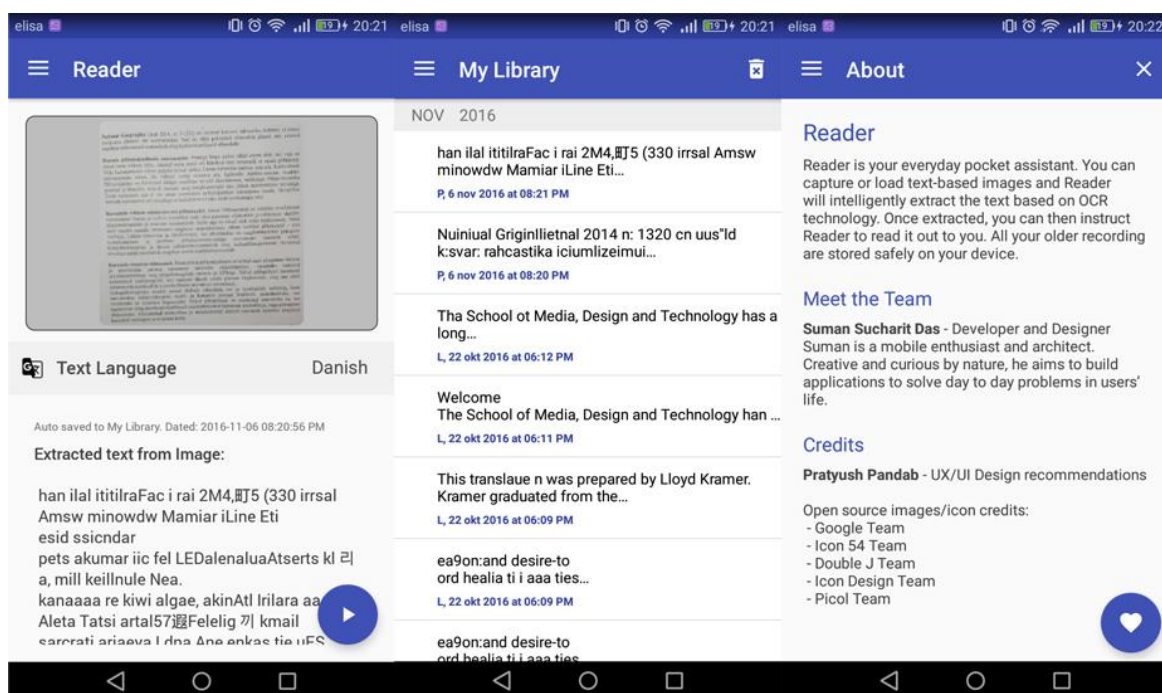 elisa
19 20:21
Reader
Text Language Danish
Auto saved to My Library. Dated: 2016-11-06 08:20:56 PM
Extracted text from Image:
han ilal ititilraFac i rai 2M4,町5 (330 irrsal
Amsw minowdw Mamiar iLine Eti
esid ssicndar
pets akumar iic fel LEDalenaluaAtserts kl 리
a, mill keillnule Nea.
kanaaaa re kiwi algae, akinAtl Irilara aa
Aleta Tatsi artal57遐Felelig 끼 kmail
sarcrati ariaeva Ldna Ane enkas tie uES
elisa
19 20:21
My Library
NOV 2016
han ilal ititilraFac i rai 2M4,町5 (330 irrsal Amsw
minowdw Mamiar iLine Eti...
P, 6 nov 2016 at 08:21 PM
Nuiniual GriginIlietnal 2014 n: 1320 cn uus"ld
k:svar: rahcastika iciumlizeimui...
P, 6 nov 2016 at 08:20 PM
Tha School ot Media, Design and Technology has a
long...
L, 22 okt 2016 at 06:12 PM
Welcome
The School of Media, Design and Technology han ...
L, 22 okt 2016 at 06:11 PM
This translaue n was prepared by Lloyd Kramer.
Kramer graduated from the...
L, 22 okt 2016 at 06:09 PM
ea9on:and desire-to
ord healia ti i aaa ties...
L, 22 okt 2016 at 06:09 PM
ea9on:and desire-to
ord healia ti i aaa ties
elisa
19 20:22
About
Reader
Reader is your everyday pocket assistant. You can
capture or load text-based images and Reader
will intelligently extract the text based on OCR
technology. Once extracted, you can then instruct
Reader to read it out to you. All your older recording
are stored safely on your device.
Meet the Team
Suman Sucharit Das - Developer and Designer
Suman is a mobile enthusiast and architect.
Creative and curious by nature, he aims to build
applications to solve day to day problems in users'
life.
Credits
Pratyush Pandab - UX/UI Design recommendations
Open source images/icon credits:
- Google Team
- Icon 54 Team
- Double J Team
- Icon Design Team
- Picol Team